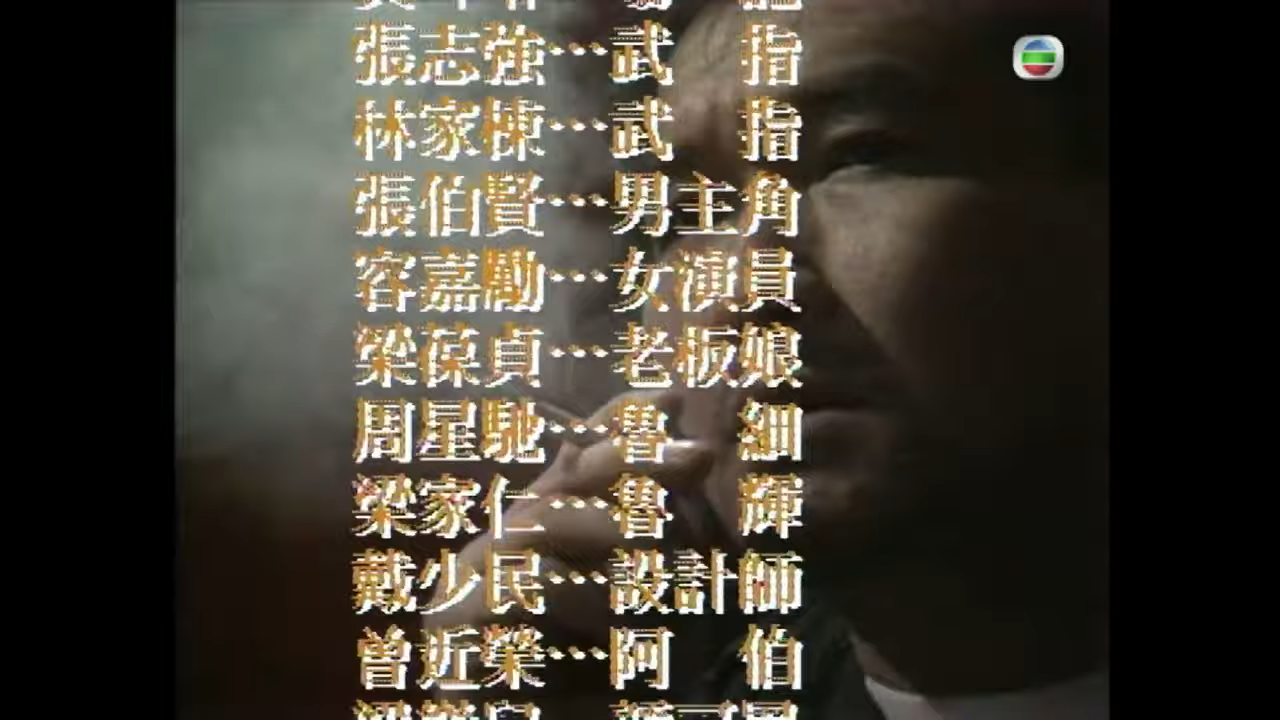 張志強…武 指
林家棟…武 指
張伯賢…男主角
容嘉勵…女演員
梁葆貞…老板娘
周星馳…魯 細
梁家仁…魯 輝
戴少民…設計師
曾近榮…阿 伯